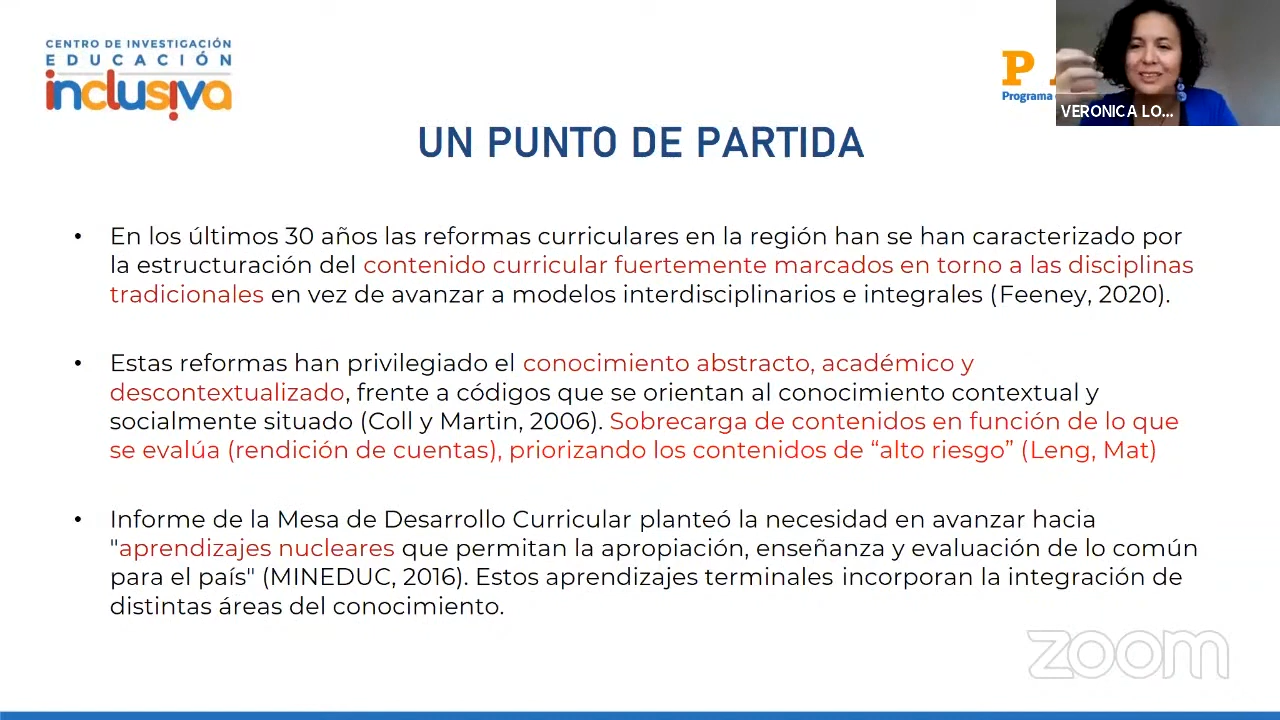 CENTRO DE INVESTIGACIÓN
EDUCACIÓN
inclusiva
P
Programa
VERONICA LO...
UN PUNTO DE PARTIDA
• En los últimos 30 años las reformas curriculares en la región han se han caracterizado por
la estructuración del contenido curricular fuertemente marcados en torno a las disciplinas
tradicionales en vez de avanzar a modelos interdisciplinarios e integrales (Feeney, 2020).
• Estas reformas han privilegiado el conocimiento abstracto, académico y
descontextualizado, frente a códigos que se orientan al conocimiento contextual y
socialmente situado (Coll y Martin, 2006). Sobrecarga de contenidos en función de lo que
se evalúa (rendición de cuentas), priorizando los contenidos de “alto riesgo” (Leng, Mat)
• Informe de la Mesa de Desarrollo Curricular planteó la necesidad en avanzar hacia
"aprendizajes nucleares que permitan la apropiación, enseñanza y evaluación de lo común
para el país" (MINEDUC, 2016). Estos aprendizajes terminales incorporan la integración de
distintas áreas del conocimiento.
zoom